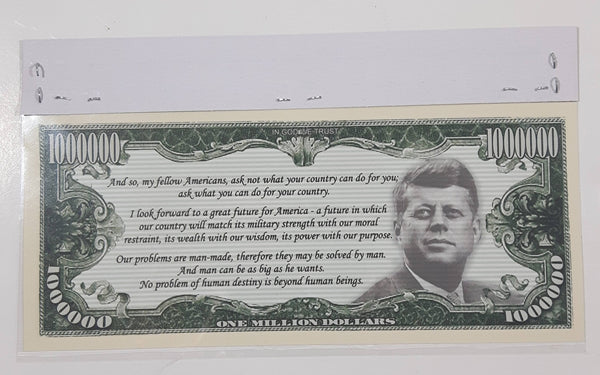 IN GOD WE TRUST
1000000 1000000
And so, my fellow Americans, ask not what your country can do for you;
ask what you can do for your country.
I look forward to a great future for America - a future in which
our country will match its military strength with our moral
restraint, its wealth with our wisdom, its power with our purpose.
Our problems are man-made, therefore they may be solved by man.
And man can be as big as he wants.
No problem of human destiny is beyond human beings.
1000000 1000000
ONE MILLION DOLLARS